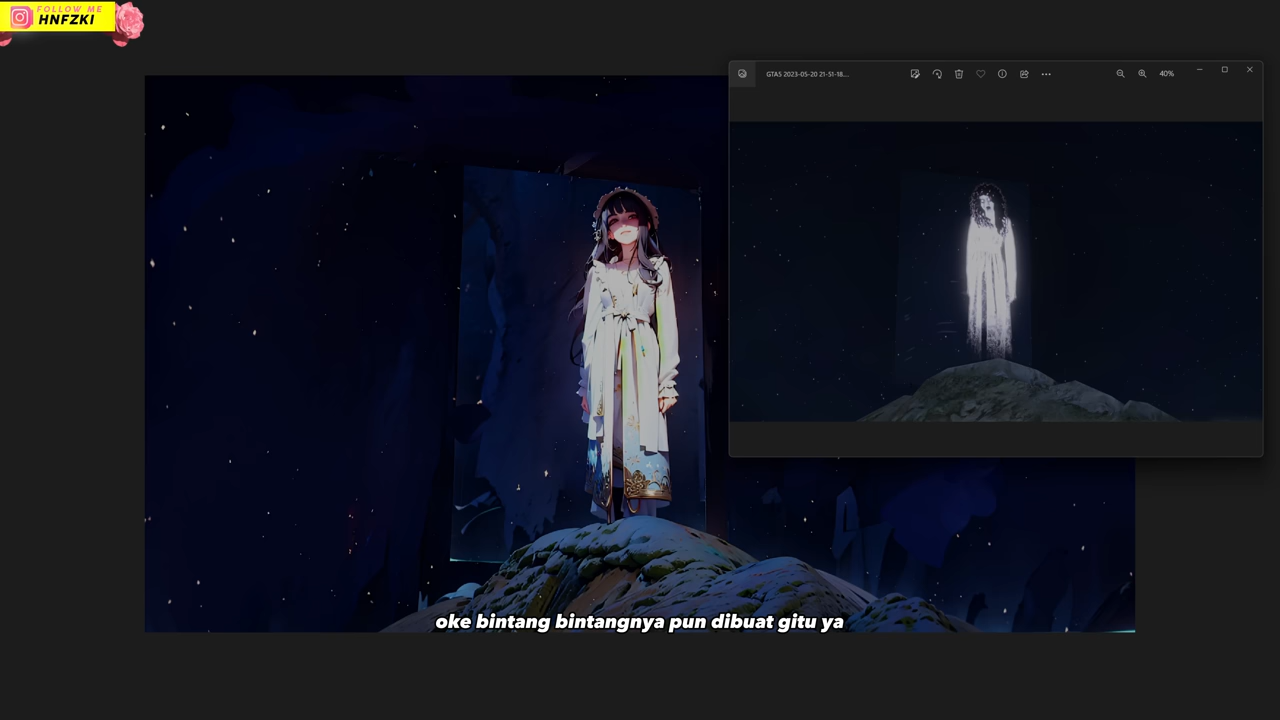 FOLLOW ME
HNFZKI
GTA5 2023-05-20 21-51-18...
40%
oke bintang bintangnya pun dibuat gitu ya